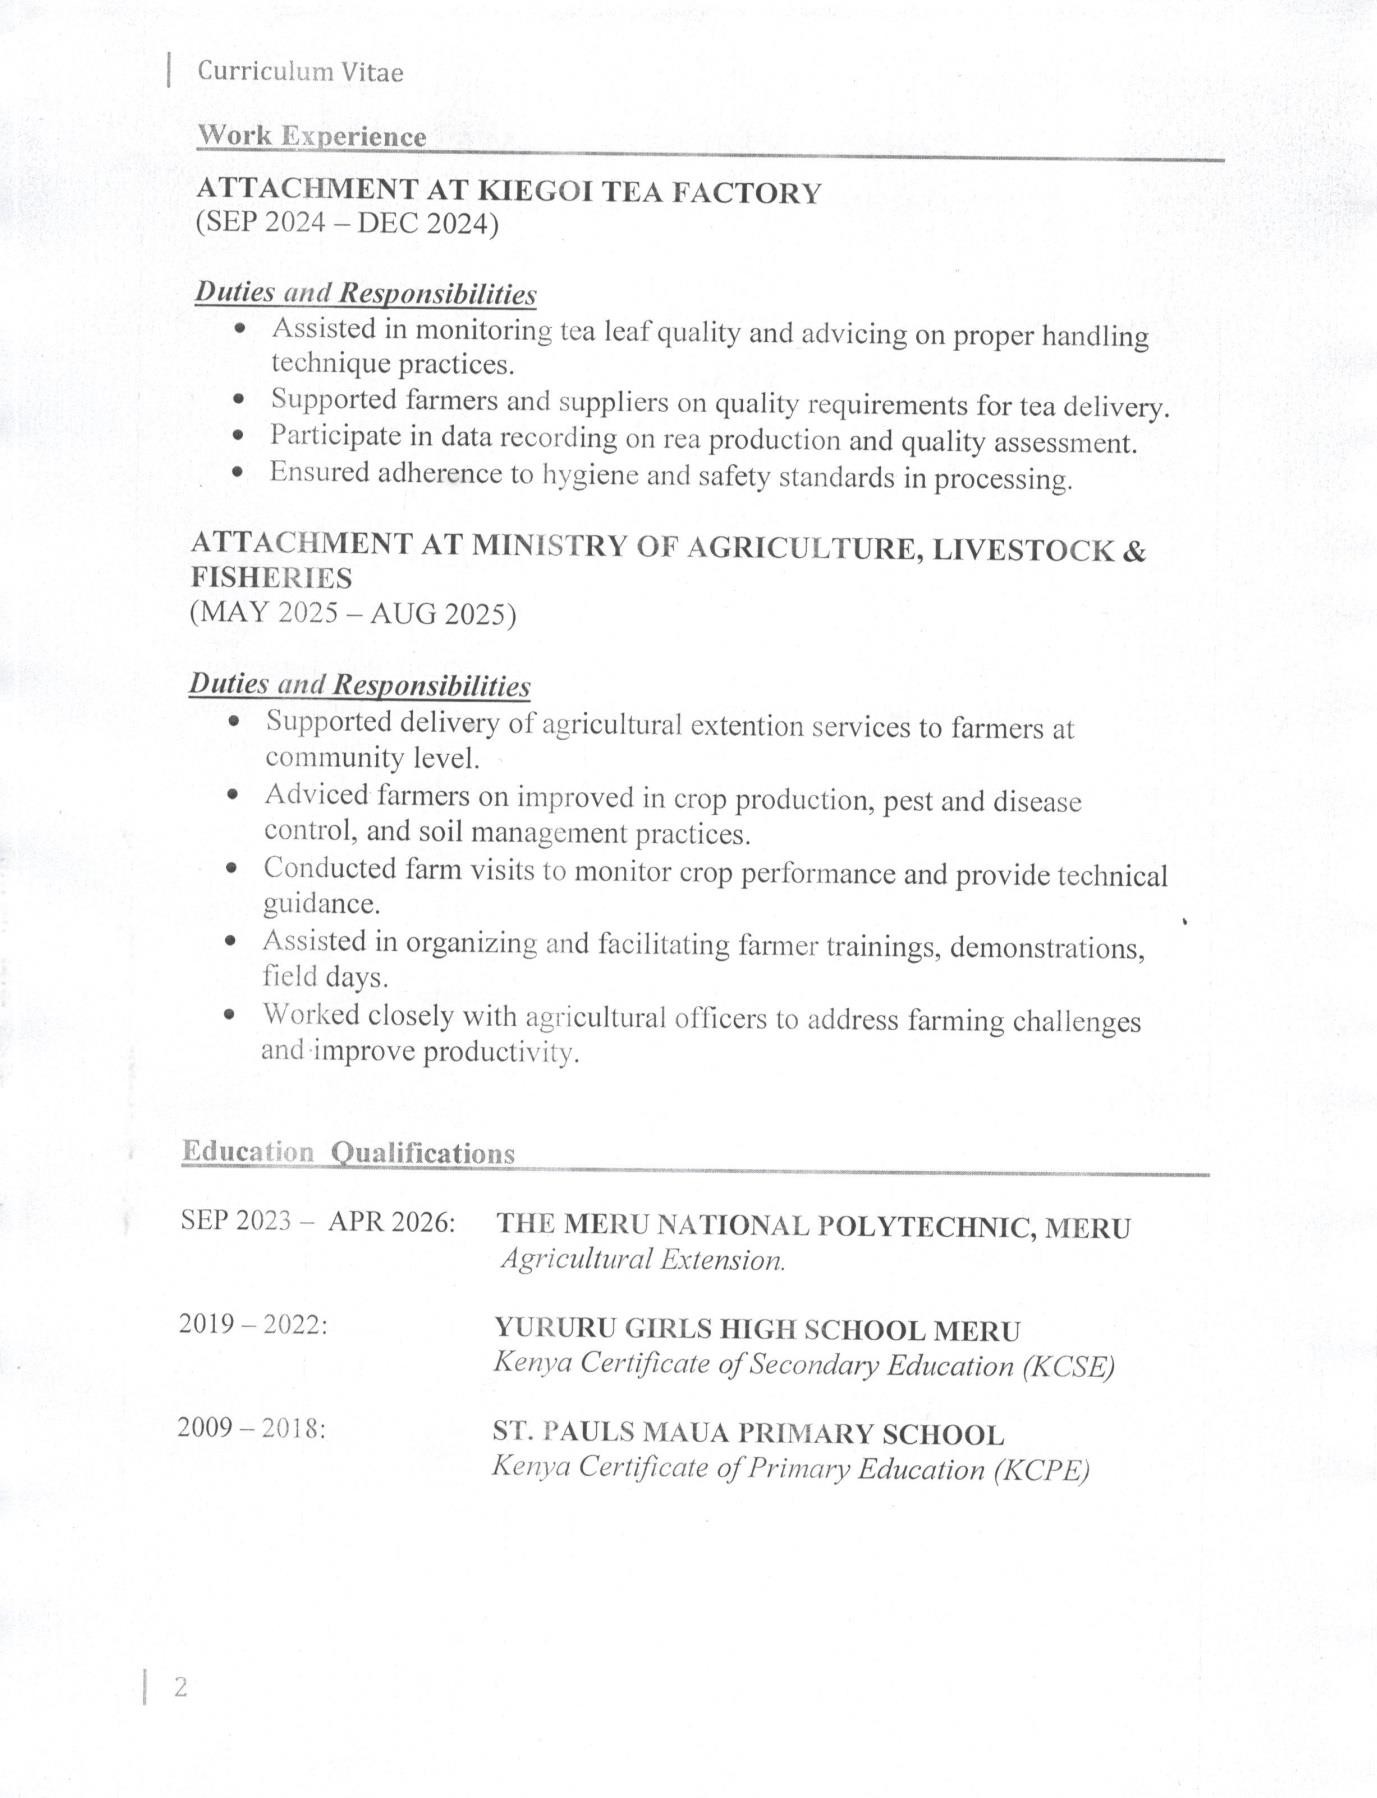 Curriculum Vitae
Work Experience
ATTACHMENT AT KIEGOI TEA FACTORY
(SEP 2024 – DEC 2024)
Duties and Responsibilities
• Assisted in monitoring tea leaf quality and advicing on proper handling
technique practices.
• Supported farmers and suppliers on quality requirements for tea delivery.
• Participate in data recording on rea production and quality assessment.
• Ensured adherence to hygiene and safety standards in processing.
ATTACHMENT AT MINISTRY OF AGRICULTURE, LIVESTOCK &
FISHERIES
(MAY 2025 – AUG 2025)
Duties and Responsibilities
• Supported delivery of agricultural extention services to farmers at
community level.
• Adviced farmers on improved in crop production, pest and disease
control, and soil management practices.
• Conducted farm visits to monitor crop performance and provide technical
guidance.
• Assisted in organizing and facilitating farmer trainings, demonstrations,
field days.
• Worked closely with agricultural officers to address farming challenges
and improve productivity.
Education Qualifications
SEP 2023 – APR 2026: THE MERU NATIONAL POLYTECHNIC, MERU
Agricultural Extension.
2019 – 2022: YURURU GIRLS HIGH SCHOOL MERU
Kenya Certificate of Secondary Education (KCSE)
2009 – 2018: ST. PAULS MAUA PRIMARY SCHOOL
Kenya Certificate of Primary Education (KCPE)
2